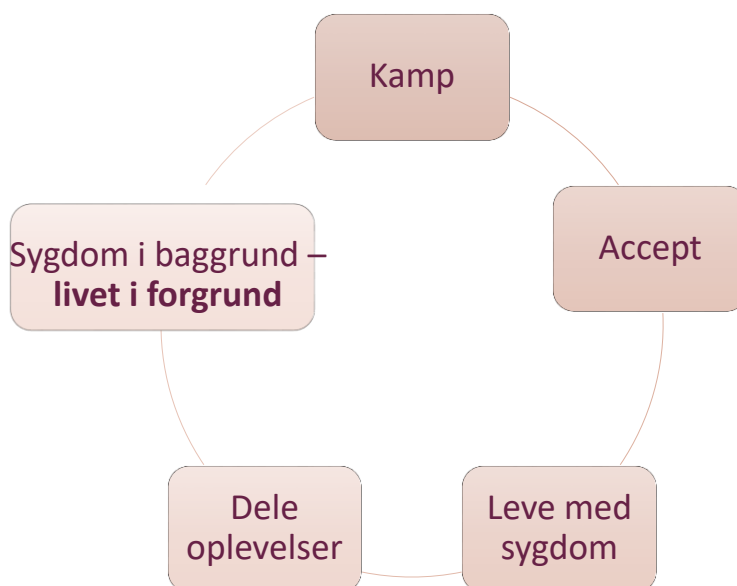 Kamp
Accept
Leve med
sygdom
Dele
oplevelser
Sygdom i baggrund –
livet i forgrund